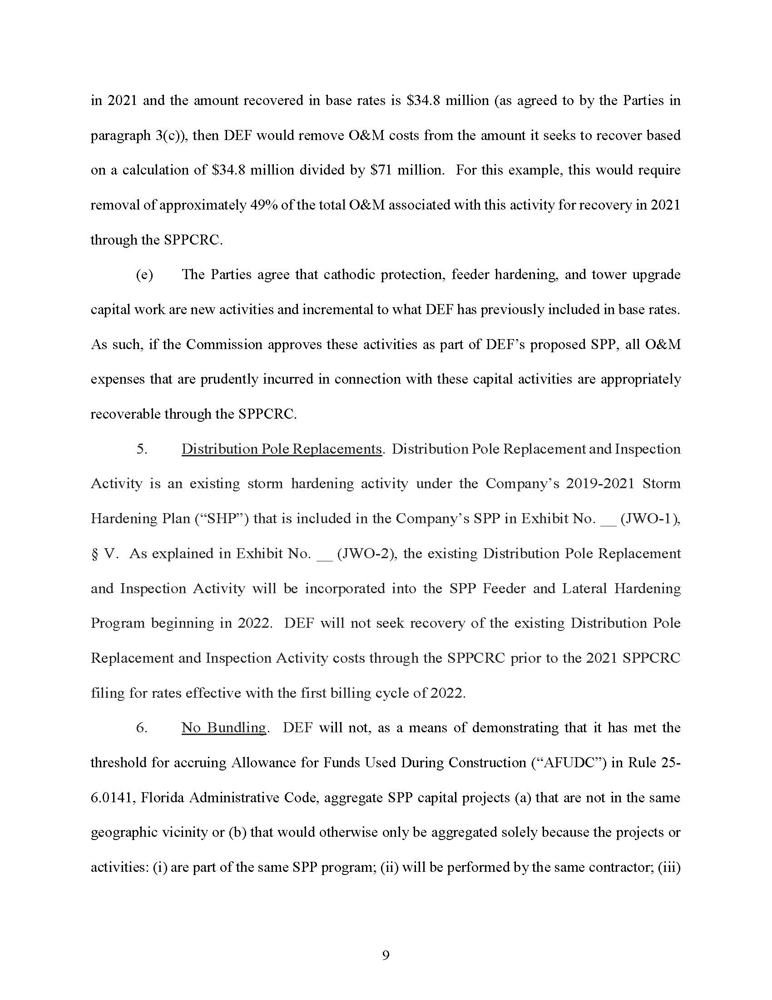 in 2021 and the amount recovered in base rates is $34.8 million (as agreed to by the Parties in
paragraph 3(c)), then DEF would remove O&M costs from the amount it seeks to recover based
on a calculation of $34.8 million divided by $71 million. For this example, this would require
removal of approximately 49% of the total O&M associated with this activity for recovery in 2021
through the SPPCRC.
(e) The Parties agree that cathodic protection, feeder hardening, and tower upgrade
capital work are new activities and incremental to what DEF has previously included in base rates.
As such, if the Commission approves these activities as part of DEF’s proposed SPP, all O&M
expenses that are prudently incurred in connection with these capital activities are appropriately
recoverable through the SPPCRC.
5. Distribution Pole Replacements. Distribution Pole Replacement and Inspection
Activity is an existing storm hardening activity under the Company’s 2019-2021 Storm
Hardening Plan (“SHP”) that is included in the Company’s SPP in Exhibit No. __ (JWO-1),
§ V. As explained in Exhibit No. __ (JWO-2), the existing Distribution Pole Replacement
and Inspection Activity will be incorporated into the SPP Feeder and Lateral Hardening
Program beginning in 2022. DEF will not seek recovery of the existing Distribution Pole
Replacement and Inspection Activity costs through the SPPCRC prior to the 2021 SPPCRC
filing for rates effective with the first billing cycle of 2022.
6. No Bundling. DEF will not, as a means of demonstrating that it has met the
threshold for accruing Allowance for Funds Used During Construction (“AFUDC”) in Rule 25-
6.0141, Florida Administrative Code, aggregate SPP capital projects (a) that are not in the same
geographic vicinity or (b) that would otherwise only be aggregated solely because the projects or
activities: (i) are part of the same SPP program; (ii) will be performed by the same contractor; (iii)
9